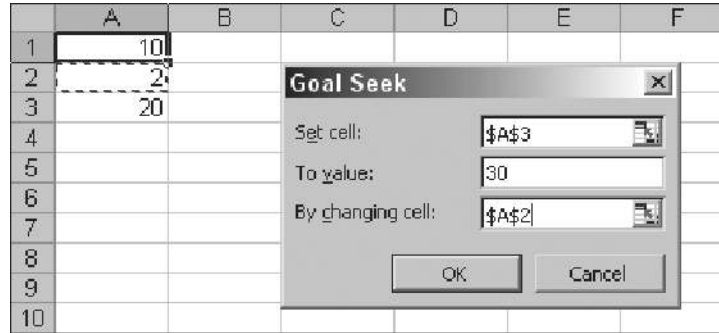 A B C D E F
1 10
2 2
3 20
4
5
6
7
8
9
10
Goal Seek
Set cell: $A$3
To value: 30
By changing cell: $A$2
OK Cancel